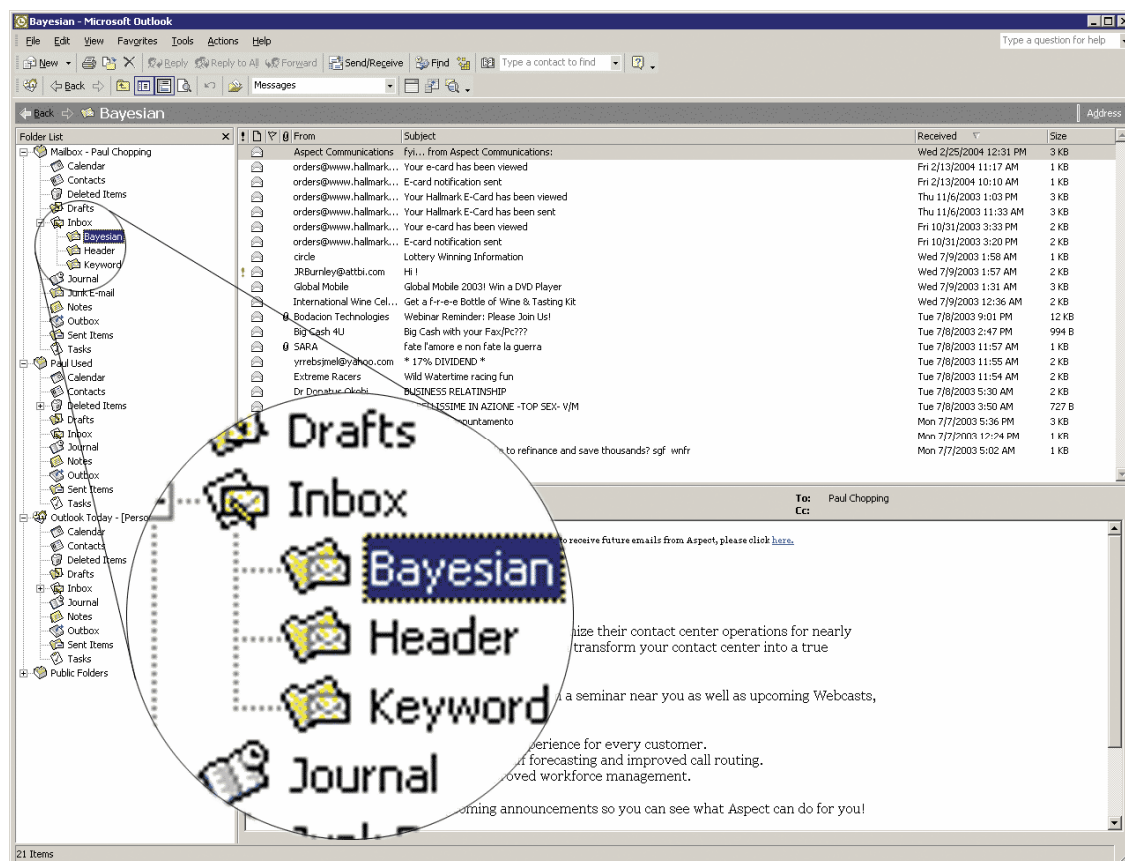 Bayesian - Microsoft Outlook
File Edit View Favorites Tools Actions Help Type a question for help
New Reply Reply to All Forward Send/Receive Find Type a contact to find
Back Messages
Back Bayesian Address
Folder List X
! From Subject Received Size
Mailbox - Paul Chopping
Calendar
Contacts
Deleted Items
Drafts
Inbox
Bayesian
Header
Keyword
Journal
Junk E-mail
Notes
Outbox
Sent Items
Tasks
Paul Used
Calendar
Contacts
Deleted Items
Drafts
Inbox
Journal
Notes
Outbox
Sent Items
Tasks
Outlook Today - [Perso
Calendar
Contacts
Deleted Items
Drafts
Inbox
Journal
Notes
Outbox
Sent Items
Tasks
Public Folders
Aspect Communications fyi... from Aspect Communications: Wed 2/25/2004 12:31 PM 3 KB
orders@www.hallmark... Your e-card has been viewed Fri 2/13/2004 11:17 AM 1 KB
orders@www.hallmark... E-card notification sent Fri 2/13/2004 10:10 AM 1 KB
orders@www.hallmark... Your Hallmark E-Card has been viewed Thu 11/6/2003 1:03 PM 3 KB
orders@www.hallmark... Your Hallmark E-Card has been sent Thu 11/6/2003 11:33 AM 3 KB
orders@www.hallmark... Your e-card has been viewed Fri 10/31/2003 3:33 PM 2 KB
orders@www.hallmark... E-card notification sent Fri 10/31/2003 3:20 PM 2 KB
circle Lottery Winning Information Wed 7/9/2003 1:58 AM 1 KB
! JRBurnley@attbi.com Hi ! Wed 7/9/2003 1:57 AM 2 KB
Global Mobile Global Mobile 2003! Win a DVD Player Wed 7/9/2003 1:31 AM 3 KB
International Wine Cel... Get a f-r-e-e Bottle of Wine & Tasting Kit Wed 7/9/2003 12:36 AM 2 KB
Bodacion Technologies Webinar Reminder: Please Join Us! Tue 7/8/2003 9:01 PM 12 KB
Big Cash 4U Big Cash with your Fax/Pc??? Tue 7/8/2003 2:47 PM 994 B
SARA fate l'amore e non fate la guerra Tue 7/8/2003 11:57 AM 1 KB
yrrebsjmel@yahoo.com * 17% DIVIDEND * Tue 7/8/2003 11:55 AM 2 KB
Extreme Racers Wild Watertime racing fun Tue 7/8/2003 11:54 AM 2 KB
Dr Donatus Okobi BUSINESS RELATINSHIP Tue 7/8/2003 5:30 AM 2 KB
LISSIME IN AZIONE -TOP SEX- V/M Tue 7/8/2003 3:50 AM 727 B
puntamento Mon 7/7/2003 5:36 PM 3 KB
Mon 7/7/2003 12:24 PM 1 KB
to refinance and save thousands? sgf wnfr Mon 7/7/2003 5:02 AM 1 KB
To: Paul Chopping
Cc:
to receive future emails from Aspect, please click here.
nize their contact center operations for nearly
transform your contact center into a true
a seminar near you as well as upcoming Webcasts,
perience for every customer.
forecasting and improved call routing.
oved workforce management.
oming announcements so you can see what Aspect can do for you!
Drafts
Inbox
Bayesian
Header
Keyword
Journal
21 Items